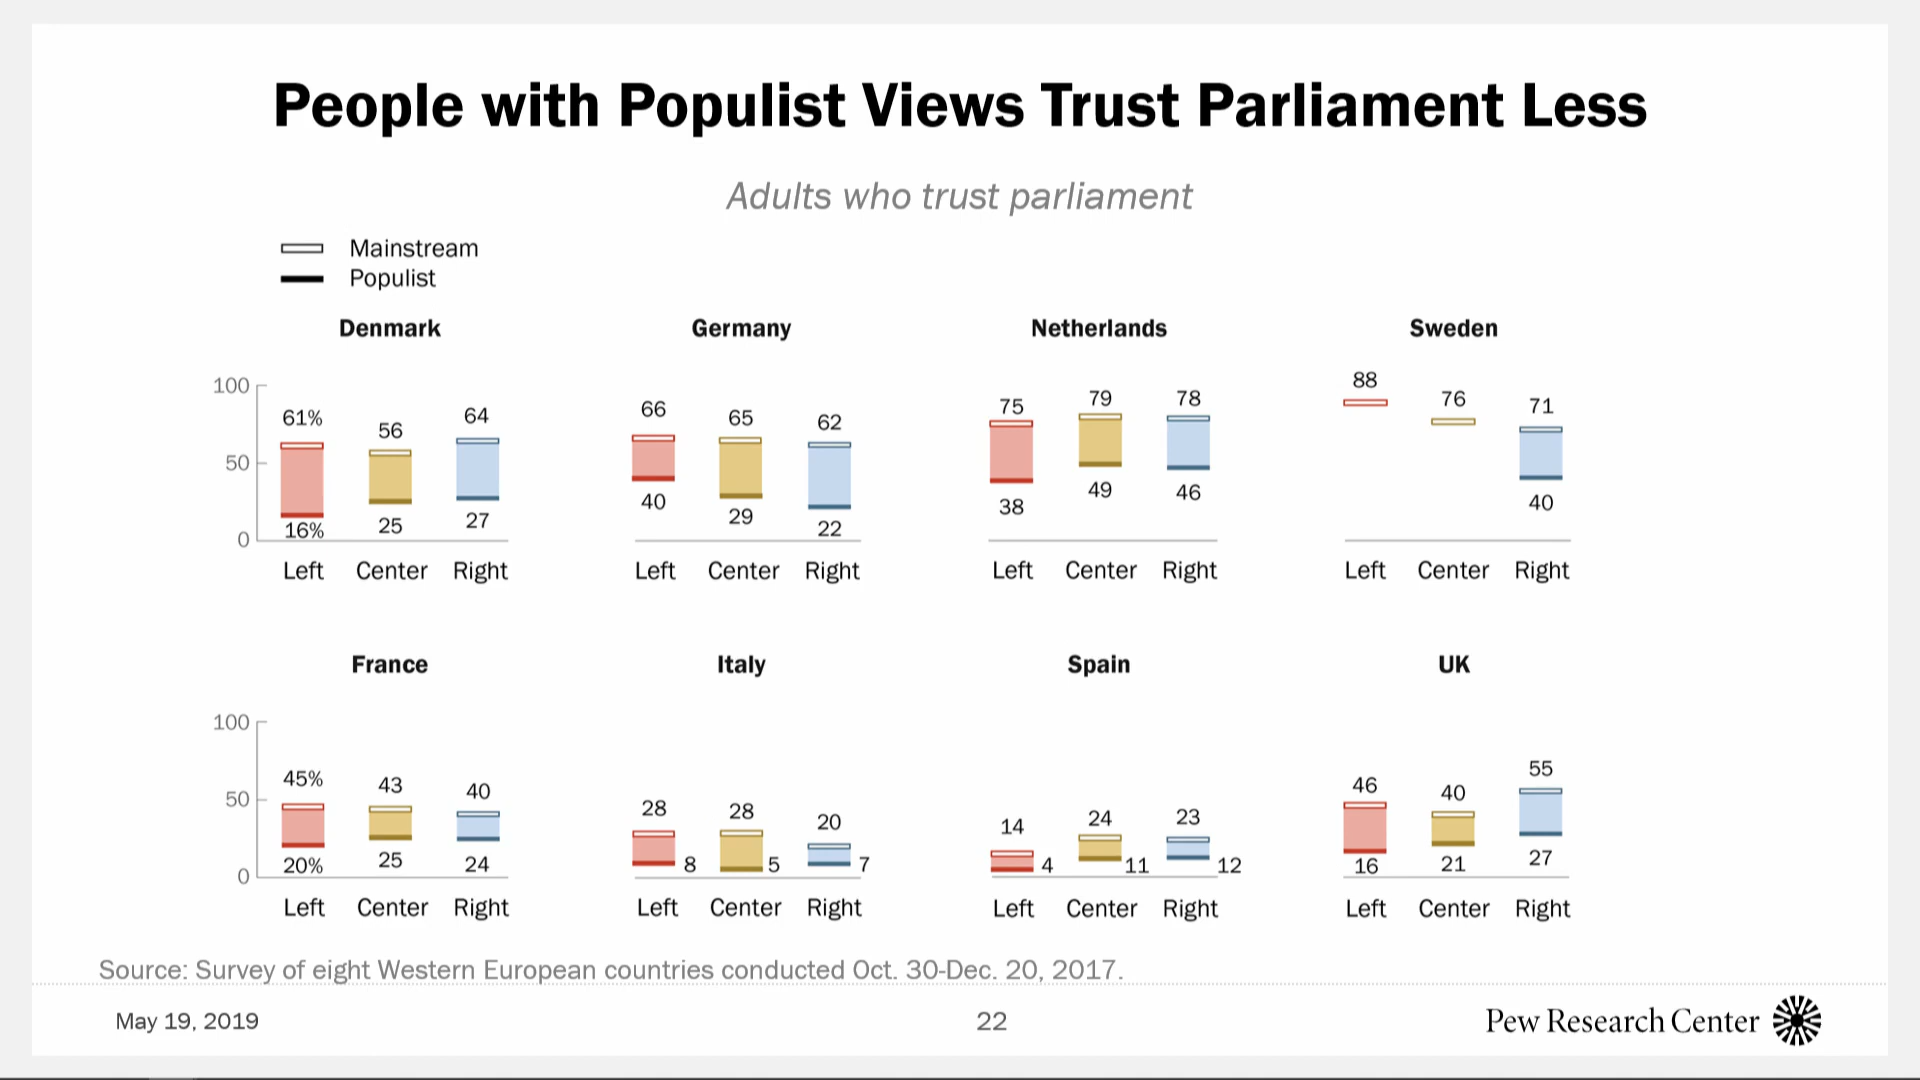 People with Populist Views Trust Parliament Less
Adults who trust parliament
Mainstream
Populist
Denmark
100
50
0
61%
56
64
16%
25
27
Left Center Right
Germany
66
65
62
40
29
22
Left Center Right
Netherlands
75
79
78
38
49
46
Left Center Right
Sweden
88
76
71
40
Left Center Right
France
100
50
0
45%
43
40
20%
25
24
Left Center Right
Italy
28
28
20
8
5
7
Left Center Right
Spain
14
24
23
4
11
12
Left Center Right
UK
46
40
55
16
21
27
Left Center Right
Source: Survey of eight Western European countries conducted Oct. 30-Dec. 20, 2017.
May 19, 2019
22
Pew Research Center